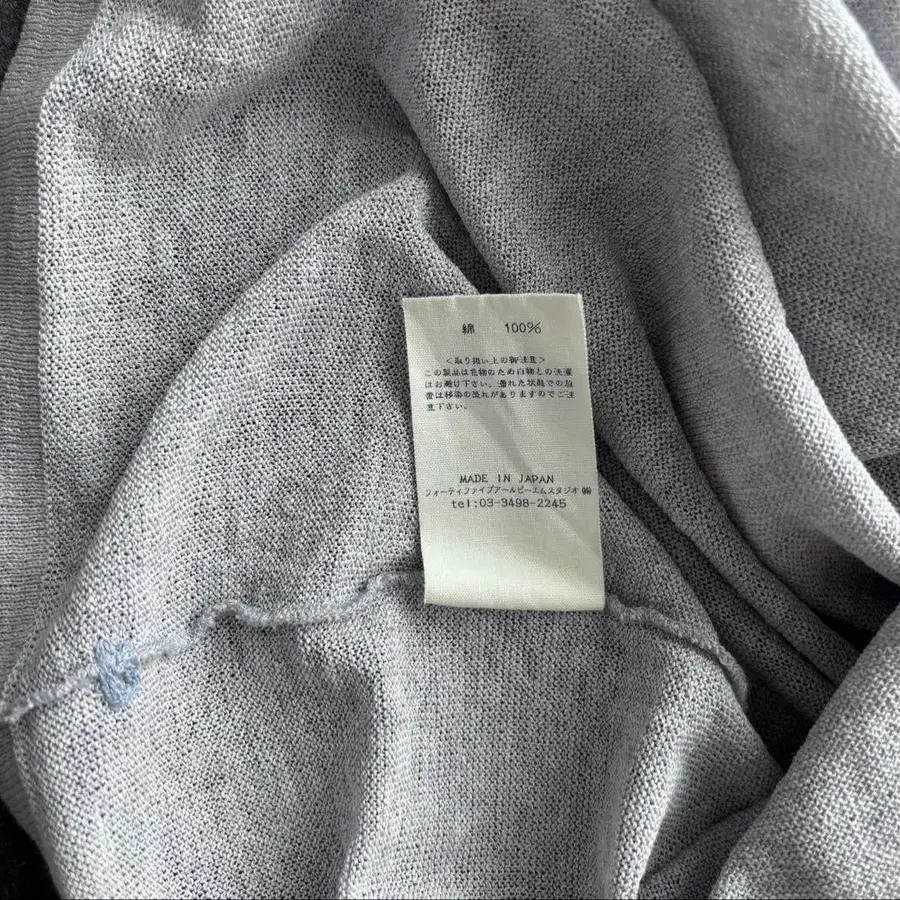 綿 100%
<取り扱い上の御注意>
この製品は色物のため白物との洗濯
はお避け下さい。濡れた状態での放
置は移染の恐れがありますのでご注
意下さい。
MADE IN JAPAN
フォーティファイブアールピーエムスタジオ㈱
tel:03-3498-2245